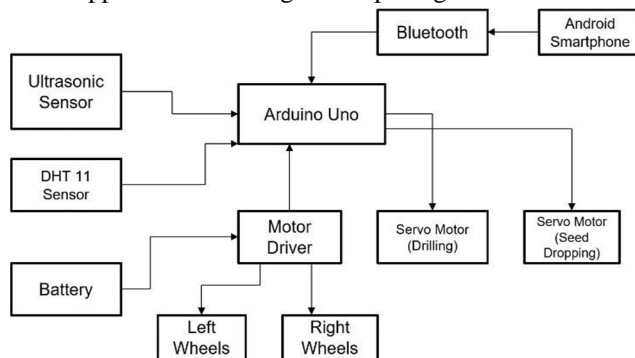 Bluetooth
Android
Smartphone
Ultrasonic
Sensor
Arduino Uno
DHT 11
Sensor
Motor
Driver
Servo Motor
(Drilling)
Servo Motor
(Seed
Dropping)
Battery
Left
Wheels
Right
Wheels